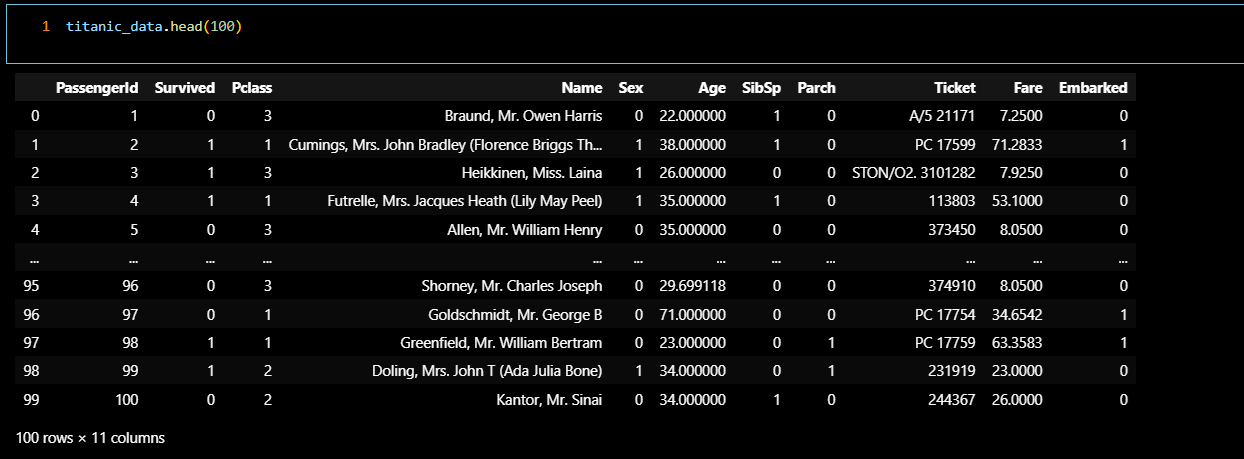 1 titanic_data.head(100)
PassengerId Survived Pclass Name Sex Age SibSp Parch Ticket Fare Embarked
0 1 0 3 Braund, Mr. Owen Harris 0 22.000000 1 0 A/5 21171 7.2500 0
1 2 1 1 Cumings, Mrs. John Bradley (Florence Briggs Th... 1 38.000000 1 0 PC 17599 71.2833 1
2 3 1 3 Heikkinen, Miss. Laina 1 26.000000 0 0 STON/O2. 3101282 7.9250 0
3 4 1 1 Futrelle, Mrs. Jacques Heath (Lily May Peel) 1 35.000000 1 0 113803 53.1000 0
4 5 0 3 Allen, Mr. William Henry 0 35.000000 0 0 373450 8.0500 0
... ... ... ... ... ... ... ... ... ... ... ...
95 96 0 3 Shorney, Mr. Charles Joseph 0 29.699118 0 0 374910 8.0500 0
96 97 0 1 Goldschmidt, Mr. George B 0 71.000000 0 0 PC 17754 34.6542 1
97 98 1 1 Greenfield, Mr. William Bertram 0 23.000000 0 1 PC 17759 63.3583 1
98 99 1 2 Doling, Mrs. John T (Ada Julia Bone) 1 34.000000 0 1 231919 23.0000 0
99 100 0 2 Kantor, Mr. Sinai 0 34.000000 1 0 244367 26.0000 0
100 rows × 11 columns